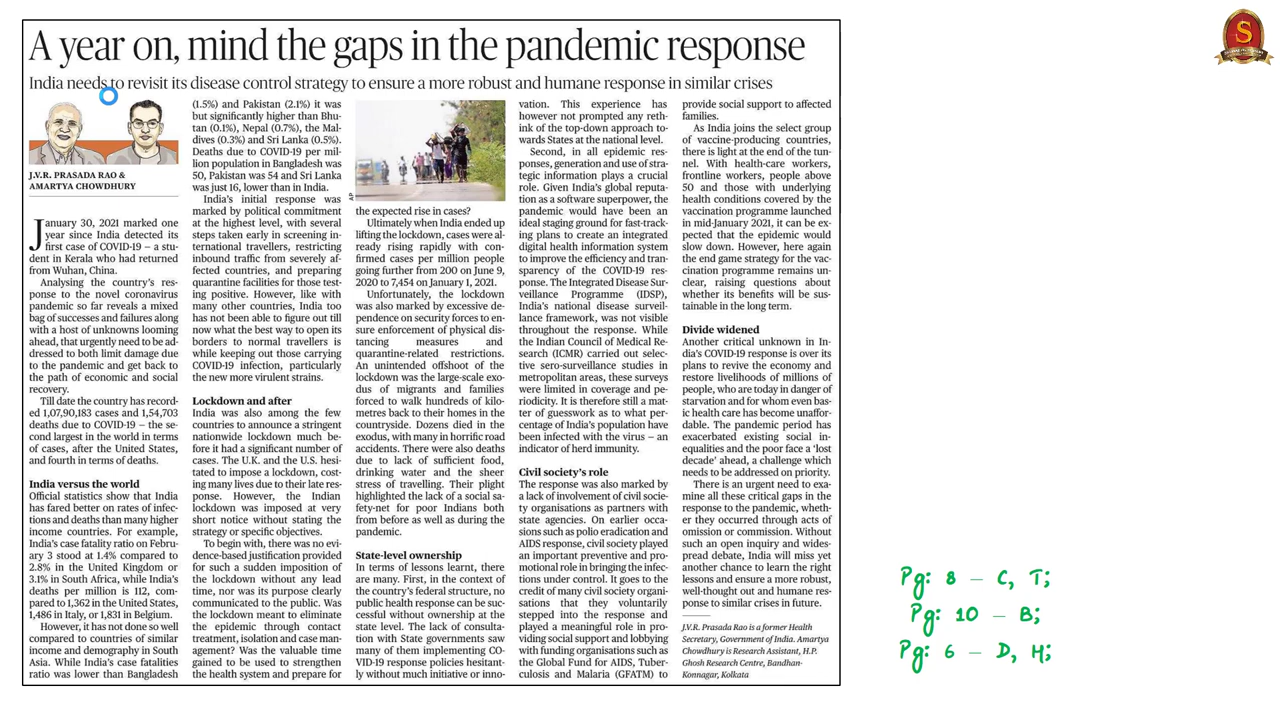 A year on, mind the gaps in the pandemic response
India needs to revisit its disease control strategy to ensure a more robust and humane response in similar crises
J.V.R. PRASADA RAO &
AMARTYA CHOWDHURY
January 30, 2021 marked one
year since India detected its
first case of COVID-19 — a stu-
dent in Kerala who had returned
from Wuhan, China.
Analysing the country's res-
ponse to the novel coronavirus
pandemic so far reveals a mixed
bag of successes and failures along
with a host of unknowns looming
ahead, that urgently need to be ad-
dressed to both limit damage due
to the pandemic and get back to
the path of economic and social
recovery.
Till date the country has record-
ed 1,07,90,183 cases and 1,54,703
deaths due to COVID-19 — the se-
cond largest in the world in terms
of cases, after the United States,
and fourth in terms of deaths.
India versus the world
Official statistics show that India
has fared better on rates of infec-
tions and deaths than many higher
income countries. For example,
India's case fatality ratio on Febru-
ary 3 stood at 1.4% compared to
2.8% in the United Kingdom or
3.1% in South Africa, while India's
deaths per million is 112, com-
pared to 1,362 in the United States,
1,486 in Italy, or 1,831 in Belgium.
However, it has not done so well
compared to countries of similar
income and demography in South
Asia. While India's case fatalities
ratio was lower than Bangladesh
(1.5%) and Pakistan (2.1%) it was
but significantly higher than Bhu-
tan (0.1%), Nepal (0.7%), the Mal-
dives (0.3%) and Sri Lanka (0.5%).
Deaths due to COVID-19 per mil-
lion population in Bangladesh was
50, Pakistan was 54 and Sri Lanka
was just 16, lower than in India.
India's initial response was
marked by political commitment
at the highest level, with several
steps taken early in screening in-
ternational travellers, restricting
inbound traffic from severely af-
fected countries, and preparing
quarantine facilities for those test-
ing positive. However, like with
many other countries, India too
has not been able to figure out till
now what the best way to open its
borders to normal travellers is
while keeping out those carrying
COVID-19 infection, particularly
the new more virulent strains.
Lockdown and after
India was also among the few
countries to announce a stringent
nationwide lockdown much be-
fore it had a significant number of
cases. The U.K. and the U.S. hesi-
tated to impose a lockdown, cost-
ing many lives due to their late res-
ponse. However, the Indian
lockdown was imposed at very
short notice without stating the
strategy or specific objectives.
To begin with, there was no evi-
dence-based justification provided
for such a sudden imposition of
the lockdown without any lead
time, nor was its purpose clearly
communicated to the public. Was
the lockdown meant to eliminate
the epidemic through contact
treatment, isolation and case man-
agement? Was the valuable time
gained to be used to strengthen
the health system and prepare for
AP
the expected rise in cases?
Ultimately when India ended up
lifting the lockdown, cases were al-
ready rising rapidly with con-
firmed cases per million people
going further from 200 on June 9,
2020 to 7,454 on January 1, 2021.
Unfortunately, the lockdown
was also marked by excessive de-
pendence on security forces to en-
sure enforcement of physical dis-
tancing measures and
quarantine-related restrictions.
An unintended offshoot of the
lockdown was the large-scale exo-
dus of migrants and families
forced to walk hundreds of kilo-
metres back to their homes in the
countryside. Dozens died in the
exodus, with many in horrific road
accidents. There were also deaths
due to lack of sufficient food,
drinking water and the sheer
stress of travelling. Their plight
highlighted the lack of a social sa-
fety-net for poor Indians both
from before as well as during the
pandemic.
State-level ownership
In terms of lessons learnt, there
are many. First, in the context of
the country's federal structure, no
public health response can be suc-
cessful without ownership at the
state level. The lack of consulta-
tion with State governments saw
many of them implementing CO-
VID-19 response policies hesitant-
ly without much initiative or inno-
vation. This experience has
however not prompted any reth-
ink of the top-down approach to-
wards States at the national level.
Second, in all epidemic res-
ponses, generation and use of stra-
tegic information plays a crucial
role. Given India's global reputa-
tion as a software superpower, the
pandemic would have been an
ideal staging ground for fast-track-
ing plans to create an integrated
digital health information system
to improve the efficiency and tran-
sparency of the COVID-19 res-
ponse. The Integrated Disease Sur-
veillance Programme (IDSP),
India's national disease surveil-
lance framework, was not visible
throughout the response. While
the Indian Council of Medical Re-
search (ICMR) carried out selec-
tive sero-surveillance studies in
metropolitan areas, these surveys
were limited in coverage and pe-
riodicity. It is therefore still a mat-
ter of guesswork as to what per-
centage of India's population have
been infected with the virus — an
indicator of herd immunity.
Civil society's role
The response was also marked by
a lack of involvement of civil socie-
ty organisations as partners with
state agencies. On earlier occa-
sions such as polio eradication and
AIDS response, civil society played
an important preventive and pro-
motional role in bringing the infec-
tions under control. It goes to the
credit of many civil society organi-
sations that they voluntarily
stepped into the response and
played a meaningful role in pro-
viding social support and lobbying
with funding organisations such as
the Global Fund for AIDS, Tuber-
culosis and Malaria (GFATM) to
provide social support to affected
families.
As India joins the select group
of vaccine-producing countries,
there is light at the end of the tun-
nel. With health-care workers,
frontline workers, people above
50 and those with underlying
health conditions covered by the
vaccination programme launched
in mid-January 2021, it can be ex-
pected that the epidemic would
slow down. However, here again
the end game strategy for the vac-
cination programme remains un-
clear, raising questions about
whether its benefits will be sus-
tainable in the long term.
Divide widened
Another critical unknown in In-
dia's COVID-19 response is over its
plans to revive the economy and
restore livelihoods of millions of
people, who are today in danger of
starvation and for whom even bas-
ic health care has become unaffor-
dable. The pandemic period has
exacerbated existing social in-
equalities and the poor face a 'lost
decade' ahead, a challenge which
needs to be addressed on priority.
There is an urgent need to exa-
mine all these critical gaps in the
response to the pandemic, wheth-
er they occurred through acts of
omission or commission. Without
such an open inquiry and wides-
pread debate, India will miss yet
another chance to learn the right
lessons and ensure a more robust,
well-thought out and humane res-
ponse to similar crises in future.
J.V.R. Prasada Rao is a former Health
Secretary, Government of India. Amartya
Chowdhury is Research Assistant, H.P.
Ghosh Research Centre, Bandhan-
Konnagar, Kolkata
Pg: 8 – C, T;
Pg: 10 – B;
Pg: 6 – D, H;
S